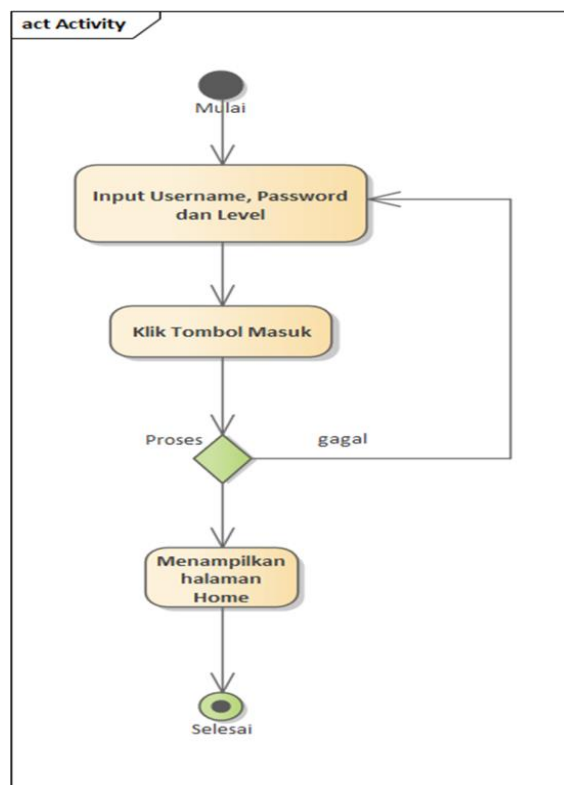 act Activity
Mulai
Input Username, Password
dan Level
Klik Tombol Masuk
Proses
gagal
Menampilkan
halaman
Home
Selesai